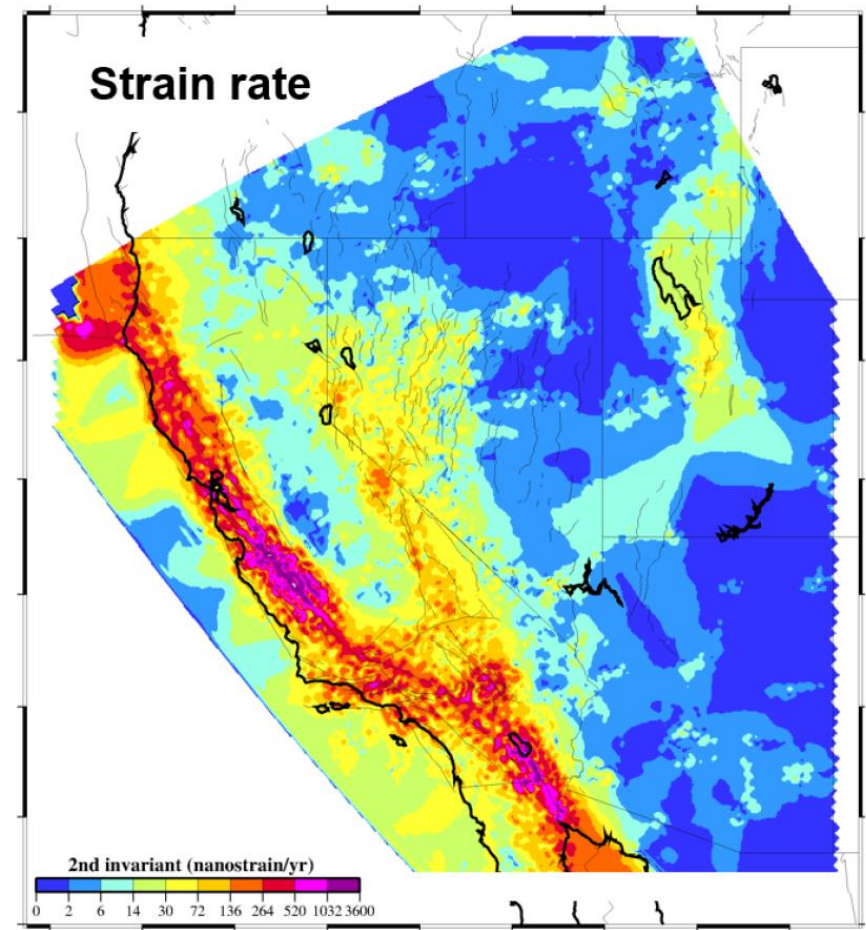 Strain rate
2nd invariant (nanostrain/yr)
0 2 6 14 30 72 136 264 520 1032 3600